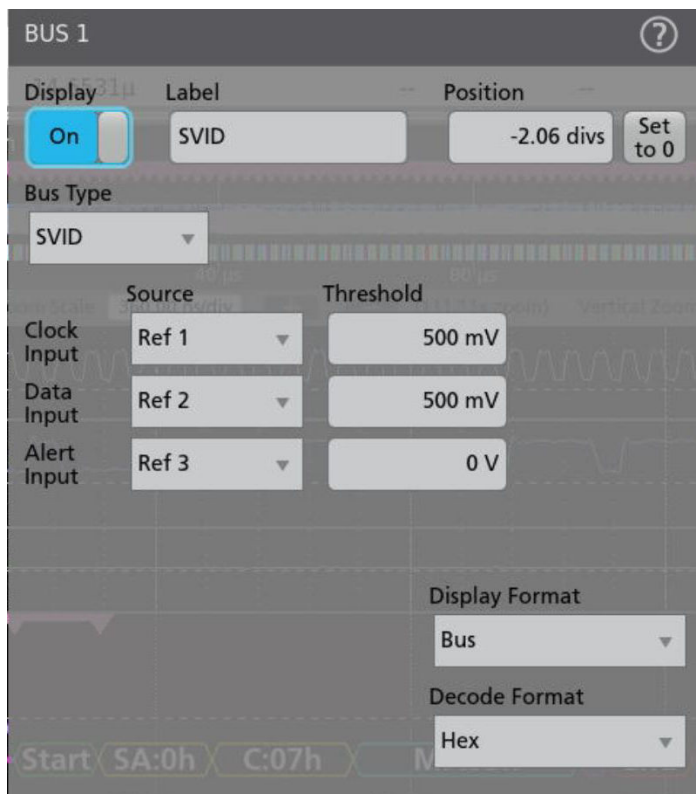 BUS 1
?
Display Label Position
On SVID -2.06 divs Set to 0
Bus Type
SVID
40 µs
Source Threshold
Clock Input Ref 1 500 mV
Data Input Ref 2 500 mV
Alert Input Ref 3 0 V
Display Format
Bus
Decode Format
Hex
Start SA:0h C:07h